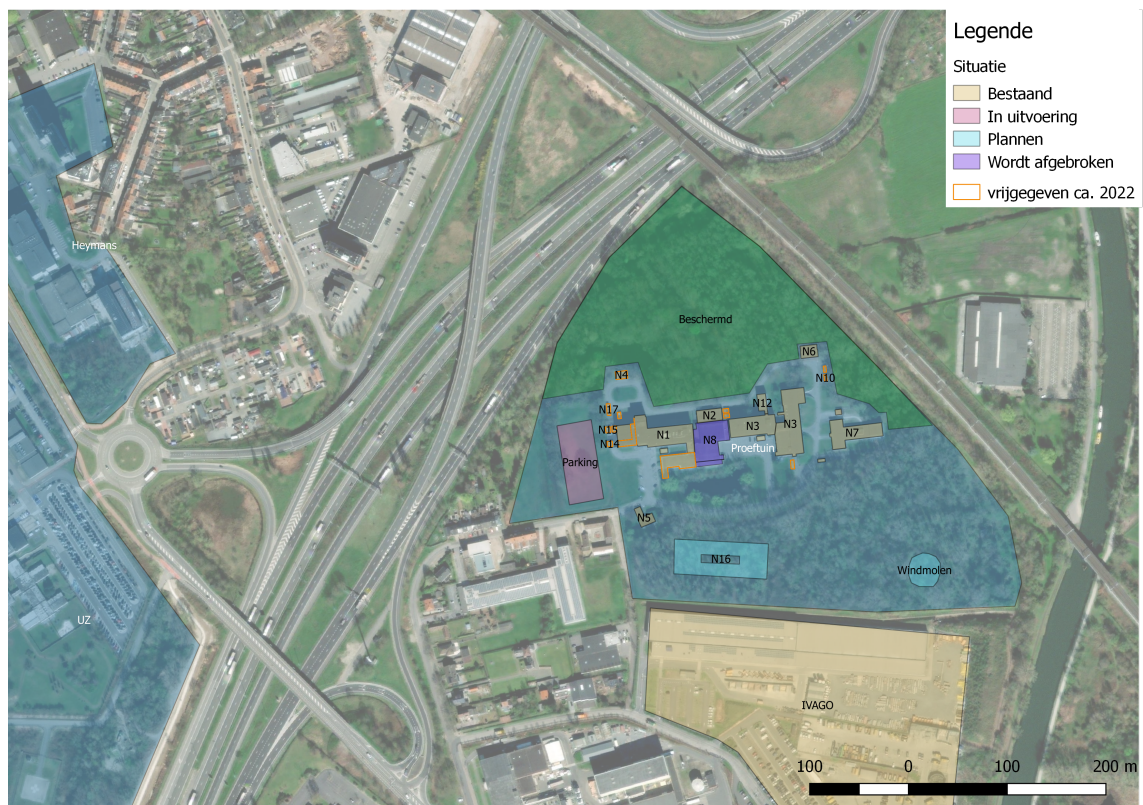 Legende
Situatie
Bestaand
In uitvoering
Plannen
Wordt afgebroken
vrijgegeven ca. 2022
Heymans
Beschermd
N6
N4
N10
N17
N12
N2
N15
N1
N3
N3
N7
N14
N8
Proeftuin
Parking
N5
N16
Windmolen
UZ
IVAGO
100 0 100 200 m